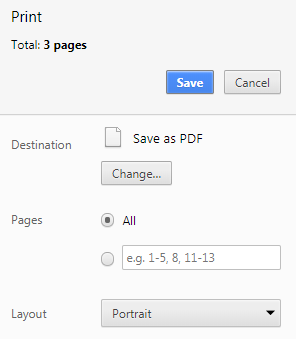 Print
Total: 3 pages
Save Cancel
Destination Save as PDF
Change...
Pages All
e.g. 1-5, 8, 11-13
Layout Portrait